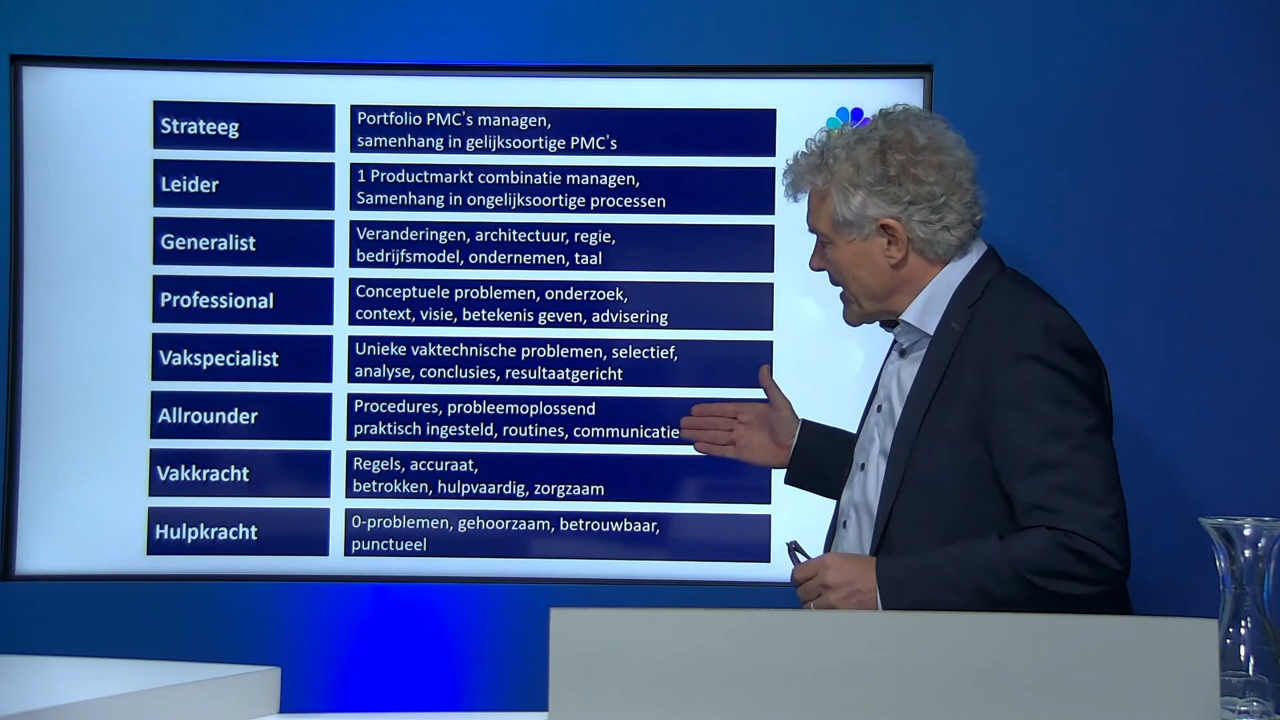 Strateeg
Portfolio PMC's managen,
samenhang in gelijksoortige PMC's
Leider
1 Productmarkt combinatie managen,
Samenhang in ongelijksoortige processen
Generalist
Veranderingen, architectuur, regie,
bedrijfsmodel, ondernemen, taal
Professional
Conceptuele problemen, onderzoek,
context, visie, betekenis geven, advisering
Vakspecialist
Unieke vaktechnische problemen, selectief,
analyse, conclusies, resultaatgericht
Allrounder
Procedures, probleemoplossend
praktisch ingesteld, routines, communicatie
Vakkracht
Regels, accuraat,
betrokken, hulpvaardig, zorgzaam
Hulpkracht
0-problemen, gehoorzaam, betrouwbaar,
punctueel